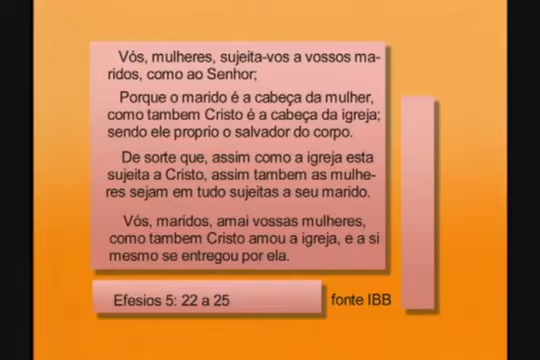 Vós, mulheres, sujeita-vos a vossos ma-
ridos, como ao Senhor;
Porque o marido é a cabeça da mulher,
como tambem Cristo é a cabeça da igreja;
sendo ele proprio o salvador do corpo.
De sorte que, assim como a igreja esta
sujeita a Cristo, assim tambem as mulhe-
res sejam em tudo sujeitas a seu marido.
Vós, maridos, amai vossas mulheres,
como tambem Cristo amou a igreja, e a si
mesmo se entregou por ela.
Efesios 5: 22 a 25
fonte IBB